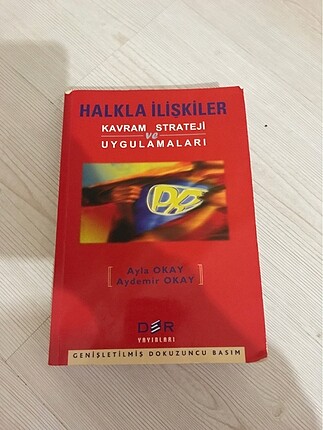 HALKLA İLİŞKİLER
KAVRAM STRATEJİ
ve
UYGULAMALARI
Ayla OKAY
Aydemir OKAY
DER
YAYINLARI
GENİŞLETİLMİŞ DOKUZUNCU BASIM